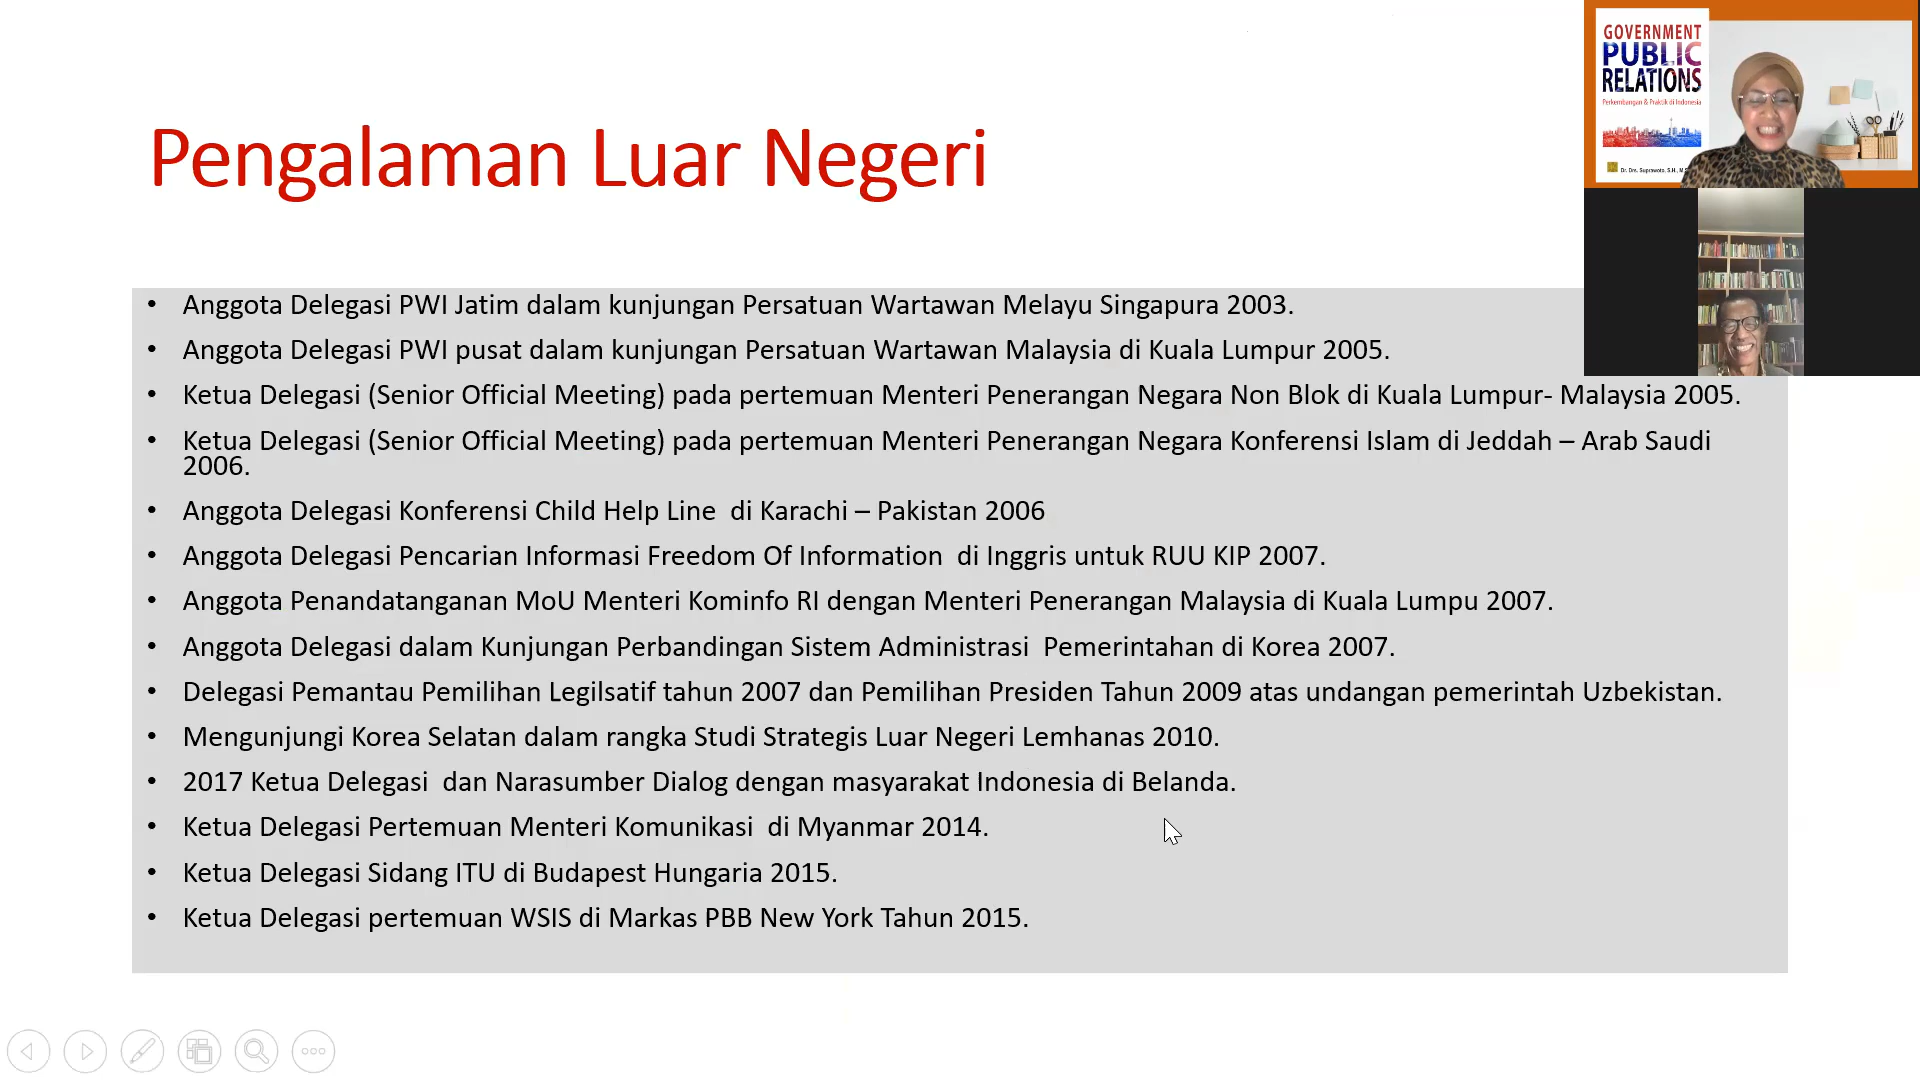 Pengalaman Luar Negeri
• Anggota Delegasi PWI Jatim dalam kunjungan Persatuan Wartawan Melayu Singapura 2003.
• Anggota Delegasi PWI pusat dalam kunjungan Persatuan Wartawan Malaysia di Kuala Lumpur 2005.
• Ketua Delegasi (Senior Official Meeting) pada pertemuan Menteri Penerangan Negara Non Blok di Kuala Lumpur- Malaysia 2005.
• Ketua Delegasi (Senior Official Meeting) pada pertemuan Menteri Penerangan Negara Konferensi Islam di Jeddah – Arab Saudi
2006.
• Anggota Delegasi Konferensi Child Help Line  di Karachi – Pakistan 2006
• Anggota Delegasi Pencarian Informasi Freedom Of Information  di Inggris untuk RUU KIP 2007.
• Anggota Penandatanganan MoU Menteri Kominfo RI dengan Menteri Penerangan Malaysia di Kuala Lumpu 2007.
• Anggota Delegasi dalam Kunjungan Perbandingan Sistem Administrasi  Pemerintahan di Korea 2007.
• Delegasi Pemantau Pemilihan Legilsatif tahun 2007 dan Pemilihan Presiden Tahun 2009 atas undangan pemerintah Uzbekistan.
• Mengunjungi Korea Selatan dalam rangka Studi Strategis Luar Negeri Lemhanas 2010.
• 2017 Ketua Delegasi  dan Narasumber Dialog dengan masyarakat Indonesia di Belanda.
• Ketua Delegasi Pertemuan Menteri Komunikasi  di Myanmar 2014.
• Ketua Delegasi Sidang ITU di Budapest Hungaria 2015.
• Ketua Delegasi pertemuan WSIS di Markas PBB New York Tahun 2015.
GOVERNMENT
PUBLIC
RELATIONS
Perkembangan & Praktik di Indonesia
Dr. Drs. Suprawoto, S.H., M.S